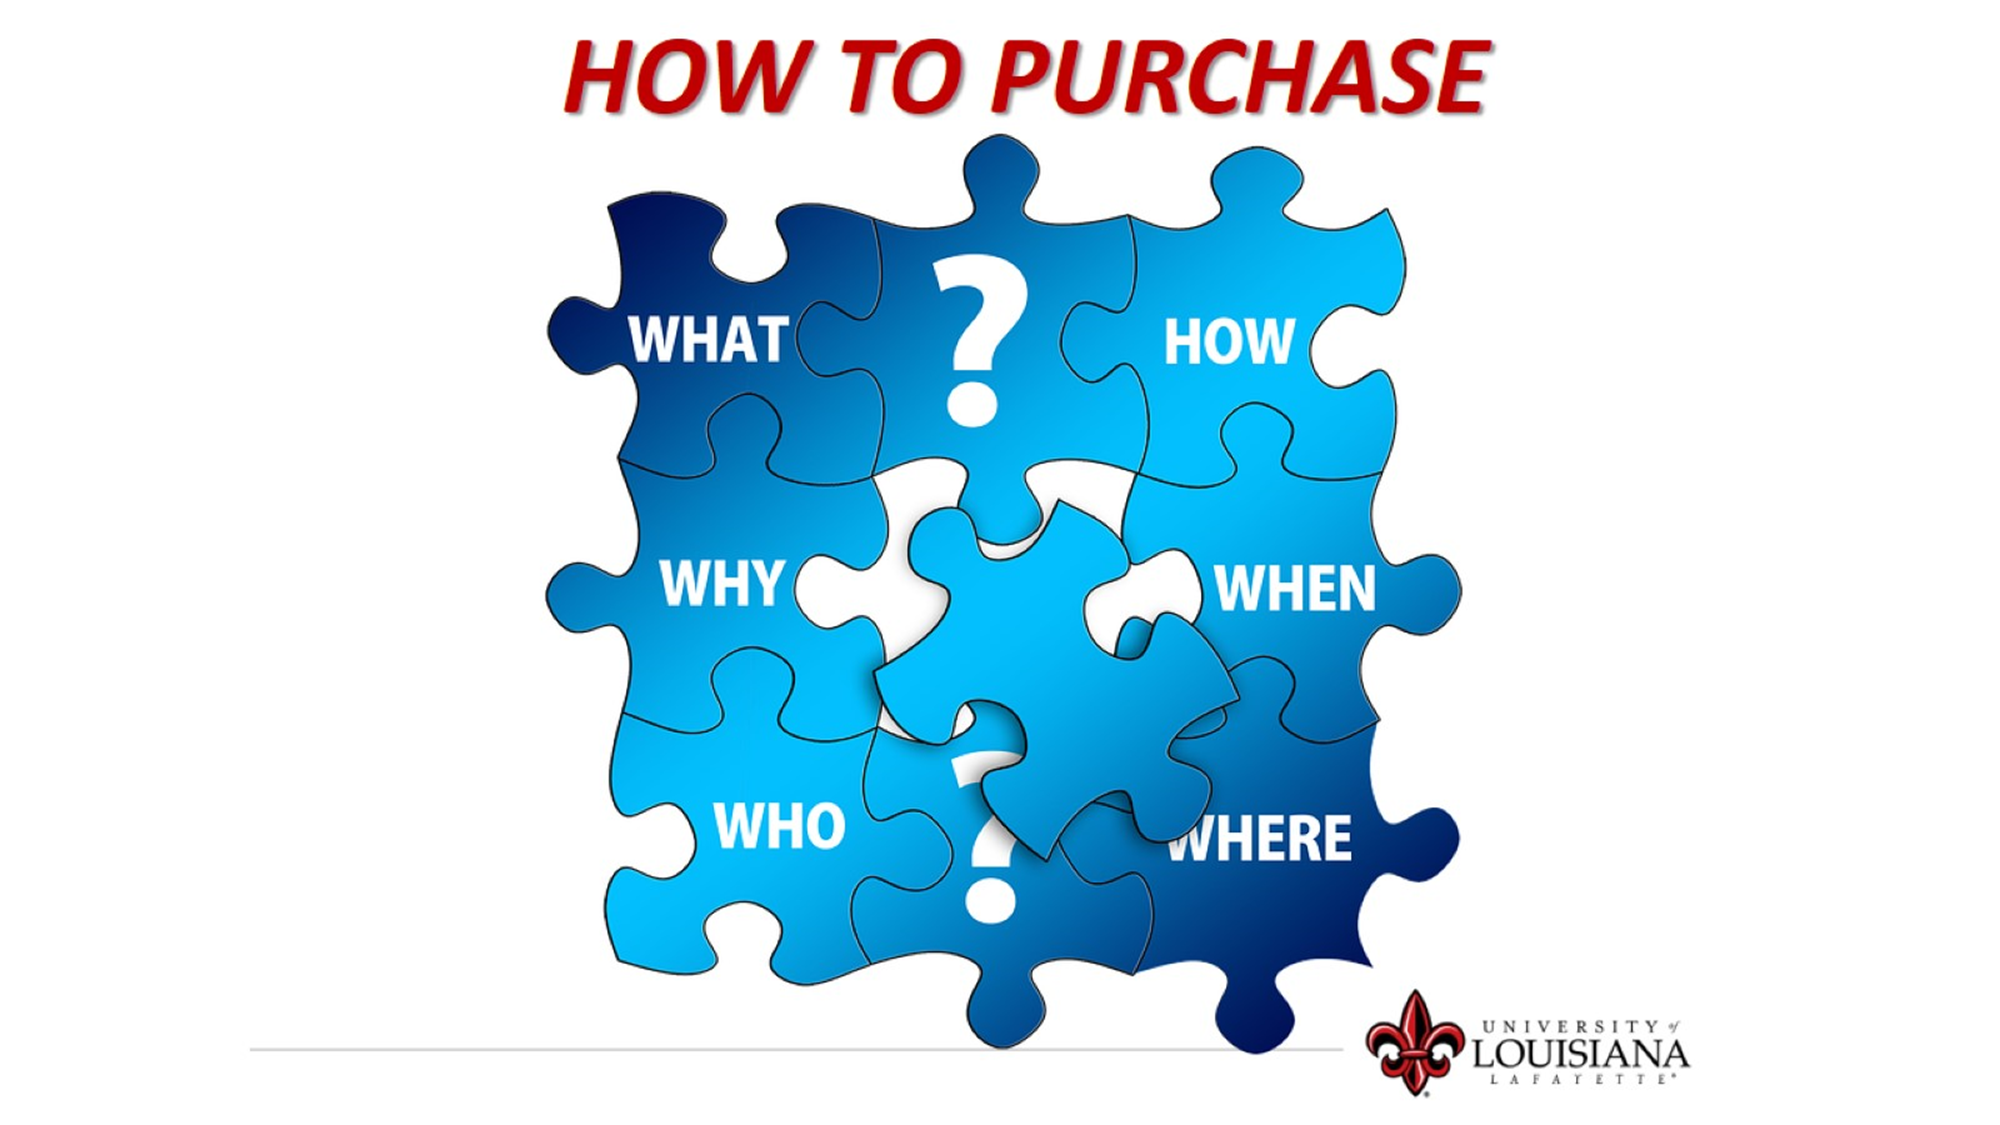 HOW TO PURCHASE
WHAT
?
HOW
WHY
WHEN
WHO
?
WHERE
UNIVERSITY of
LOUISIANA
LAFAYETTE®